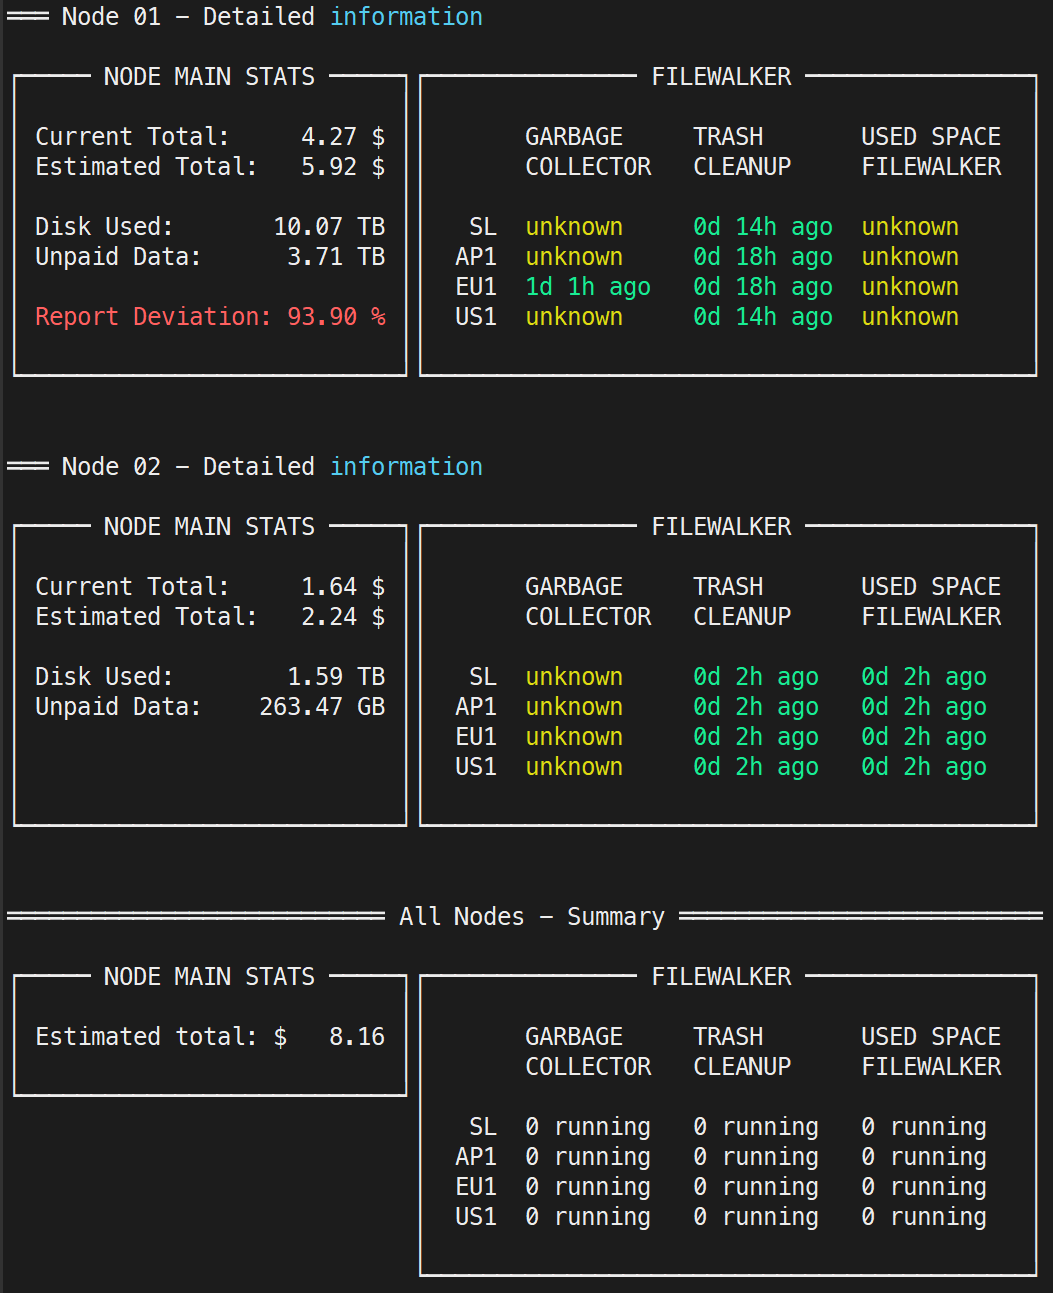 Node 01 - Detailed information
NODE MAIN STATS
Current Total: 4.27 $
Estimated Total: 5.92 $
Disk Used: 10.07 TB
Unpaid Data: 3.71 TB
Report Deviation: 93.90 %
FILEWALKER
GARBAGE TRASH USED SPACE
COLLECTOR CLEANUP FILEWALKER
SL unknown 0d 14h ago unknown
AP1 unknown 0d 18h ago unknown
EU1 1d 1h ago 0d 18h ago unknown
US1 unknown 0d 14h ago unknown
Node 02 - Detailed information
NODE MAIN STATS
Current Total: 1.64 $
Estimated Total: 2.24 $
Disk Used: 1.59 TB
Unpaid Data: 263.47 GB
FILEWALKER
GARBAGE TRASH USED SPACE
COLLECTOR CLEANUP FILEWALKER
SL unknown 0d 2h ago 0d 2h ago
AP1 unknown 0d 2h ago 0d 2h ago
EU1 unknown 0d 2h ago 0d 2h ago
US1 unknown 0d 2h ago 0d 2h ago
All Nodes - Summary
NODE MAIN STATS
Estimated total: $ 8.16
FILEWALKER
GARBAGE TRASH USED SPACE
COLLECTOR CLEANUP FILEWALKER
SL 0 running 0 running 0 running
AP1 0 running 0 running 0 running
EU1 0 running 0 running 0 running
US1 0 running 0 running 0 running